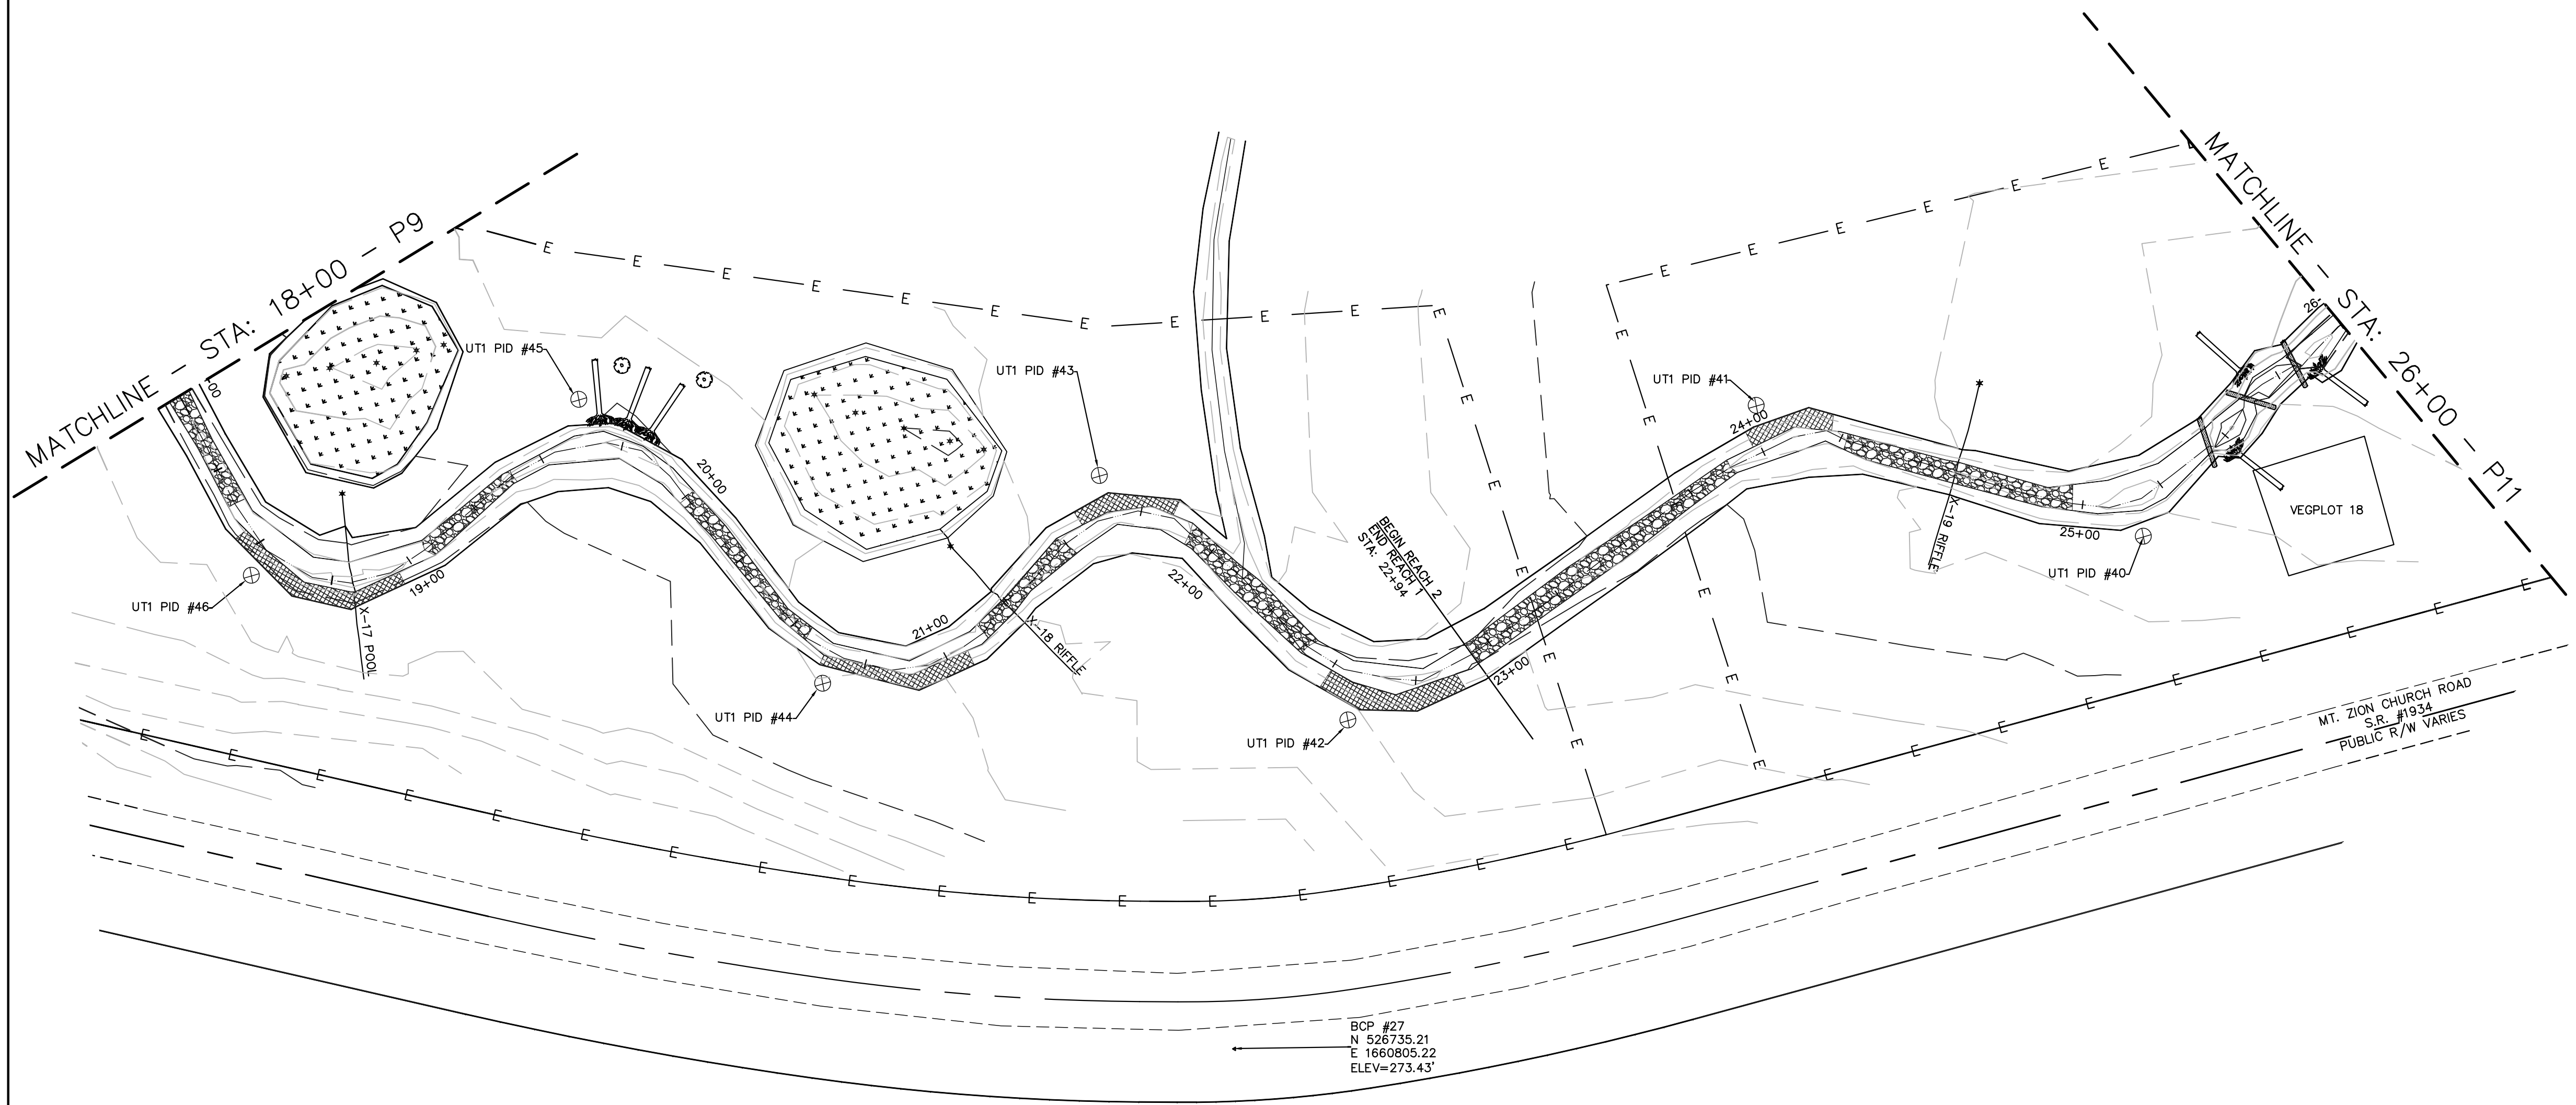 MATCHLINE - STA: 18+00 - P9
MATCHLINE - STA: 26+00 - P11
UT1 PID #45
UT1 PID #43
UT1 PID #41
24+00
26
00
20+00
VEGPLOT 18
25+00
X-19 RIFFLE
UT1 PID #40
BEGIN REACH 2
END REACH 1
STA: 22+94
22+00
19+00
UT1 PID #46
X-17 POOL
21+00
X-18 RIFFLE
23+00
UT1 PID #44
UT1 PID #42
MT. ZION CHURCH ROAD
S.R. #1934
PUBLIC R/W VARIES
E E E E E E E E E E
E E E E E E
E E E E E E E
E E E E E
E E E E E E E E E E E E E E E E E E E E E E E E E E E E
BCP #27
N 526735.21
E 1660805.22
ELEV=273.43'